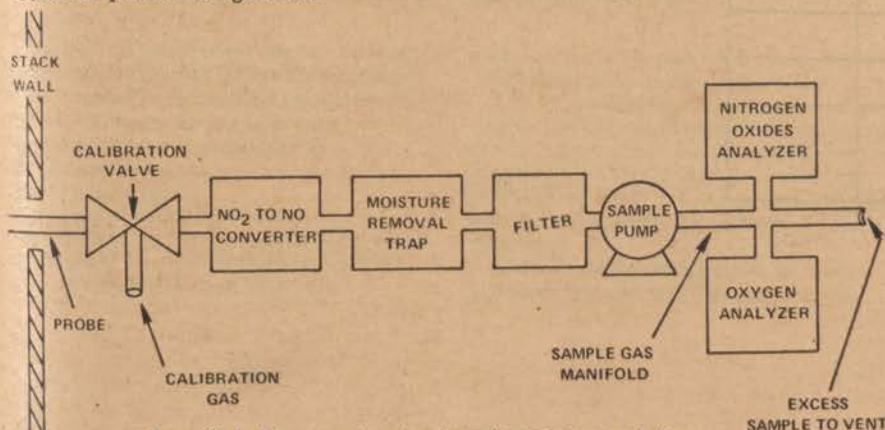 STACK
WALL
CALIBRATION
VALVE
NO2 TO NO
CONVERTER
MOISTURE
REMOVAL
TRAP
FILTER
SAMPLE
PUMP
NITROGEN
OXIDES
ANALYZER
OXYGEN
ANALYZER
PROBE
CALIBRATION
GAS
SAMPLE GAS
MANIFOLD
EXCESS
SAMPLE TO VENT